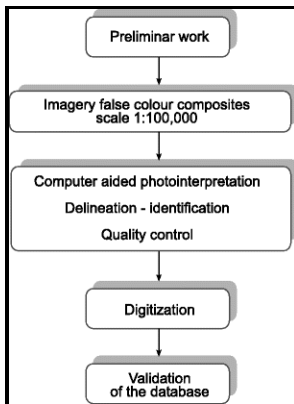 Preliminar work
Imagery false colour composites
scale 1:100,000
Computer aided photointerpretation
Delineation - identification
Quality control
Digitization
Validation
of the database